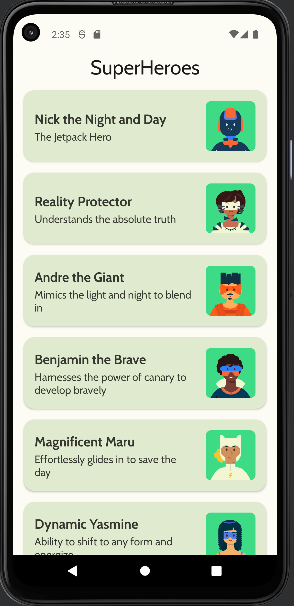 2:35
SuperHeroes
Nick the Night and Day
The Jetpack Hero
Reality Protector
Understands the absolute truth
Andre the Giant
Mimics the light and night to blend
in
Benjamin the Brave
Harnesses the power of canary to
develop bravely
Magnificent Maru
Effortlessly glides in to save the
day
Dynamic Yasmine
Ability to shift to any form and
energize